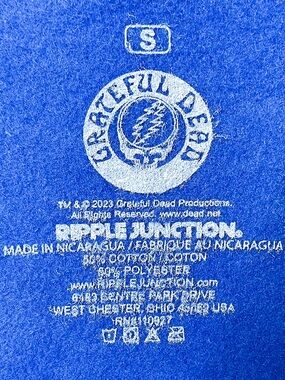 S
GRATEFUL DEAD
TM & © 2023 Grateful Dead Productions.
All Rights Reserved. www.dead.net
RIPPLE JUNCTION®
MADE IN NICARAGUA / FABRIQUE AU NICARAGUA
50% COTTON / COTON
50% POLYESTER
www.RIPPLEJUNCTION.com
CENTRE PARK DRIVE
WEST CHESTER, OHIO 45069 USA
RN#110927